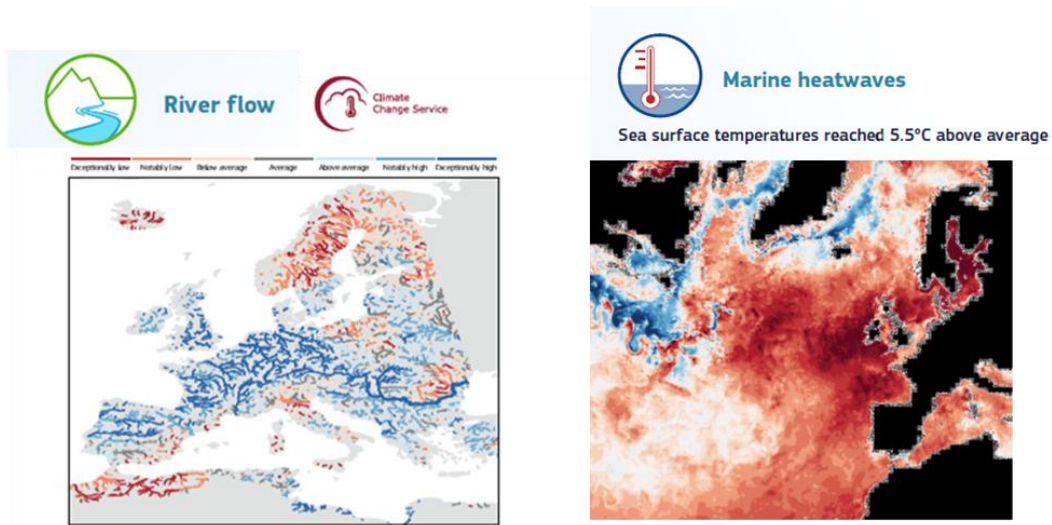 River flow
Climate
Change Service
Exceptionally low Notably low Below average Average Above average Notably high Exceptionally high
Marine heatwaves
Sea surface temperatures reached 5.5°C above average